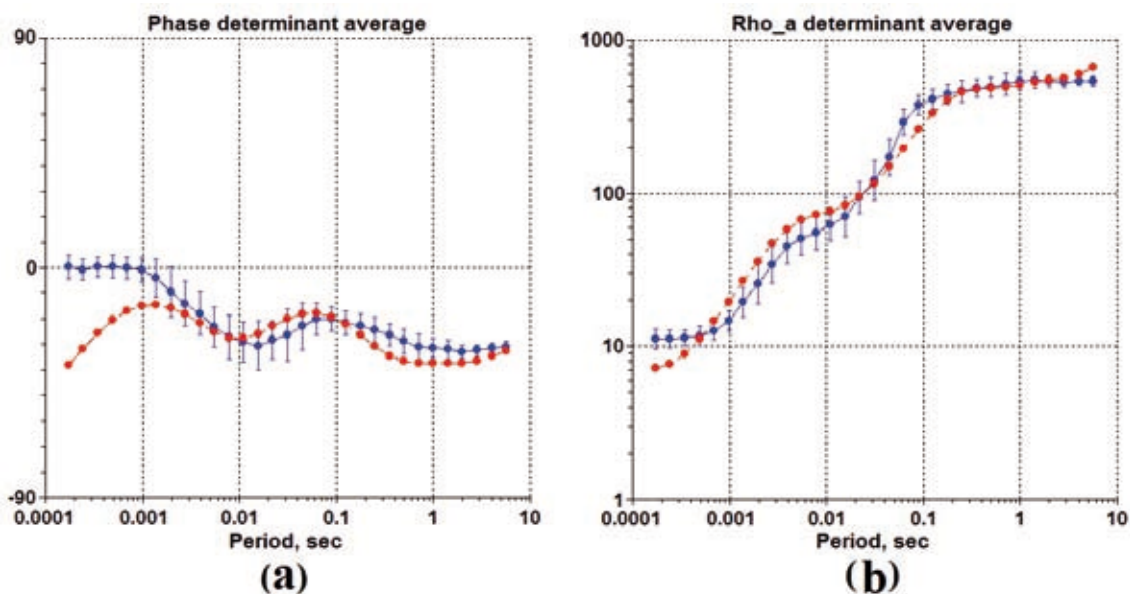 Phase determinant average
90
0
-90
0.0001 0.001 0.01 0.1 1 10
Period, sec
(a)
Rho_a determinant average
1000
100
10
1
0.0001 0.001 0.01 0.1 1 10
Period, sec
(b)